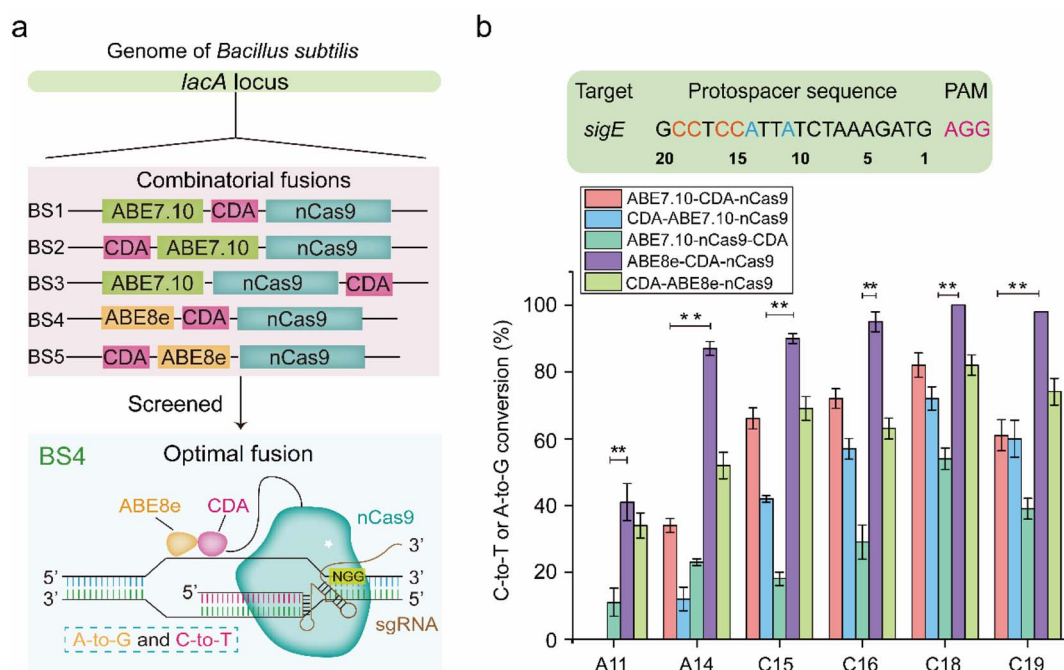 a
Genome of Bacillus subtilis
lacA locus
Combinatorial fusions
BS1 ABE7.10 CDA nCas9
BS2 CDA ABE7.10 nCas9
BS3 ABE7.10 nCas9 CDA
BS4 ABE8e CDA nCas9
BS5 CDA ABE8e nCas9
Screened
BS4 Optimal fusion
ABE8e CDA
nCas9
3’
5’ NGG 3’
3’ 5’ 5’
sgRNA
A-to-G and C-to-T
b
Target Protospacer sequence PAM
sigE GCCTCCATTATCTAAAGATG AGG
20 15 10 5 1
ABE7.10-CDA-nCas9
CDA-ABE7.10-nCas9
ABE7.10-nCas9-CDA
ABE8e-CDA-nCas9
CDA-ABE8e-nCas9
C-to-T or A-to-G conversion (%)
100
80
60
40
20
0
** ** ** ** ** **
A11 A14 C15 C16 C18 C19